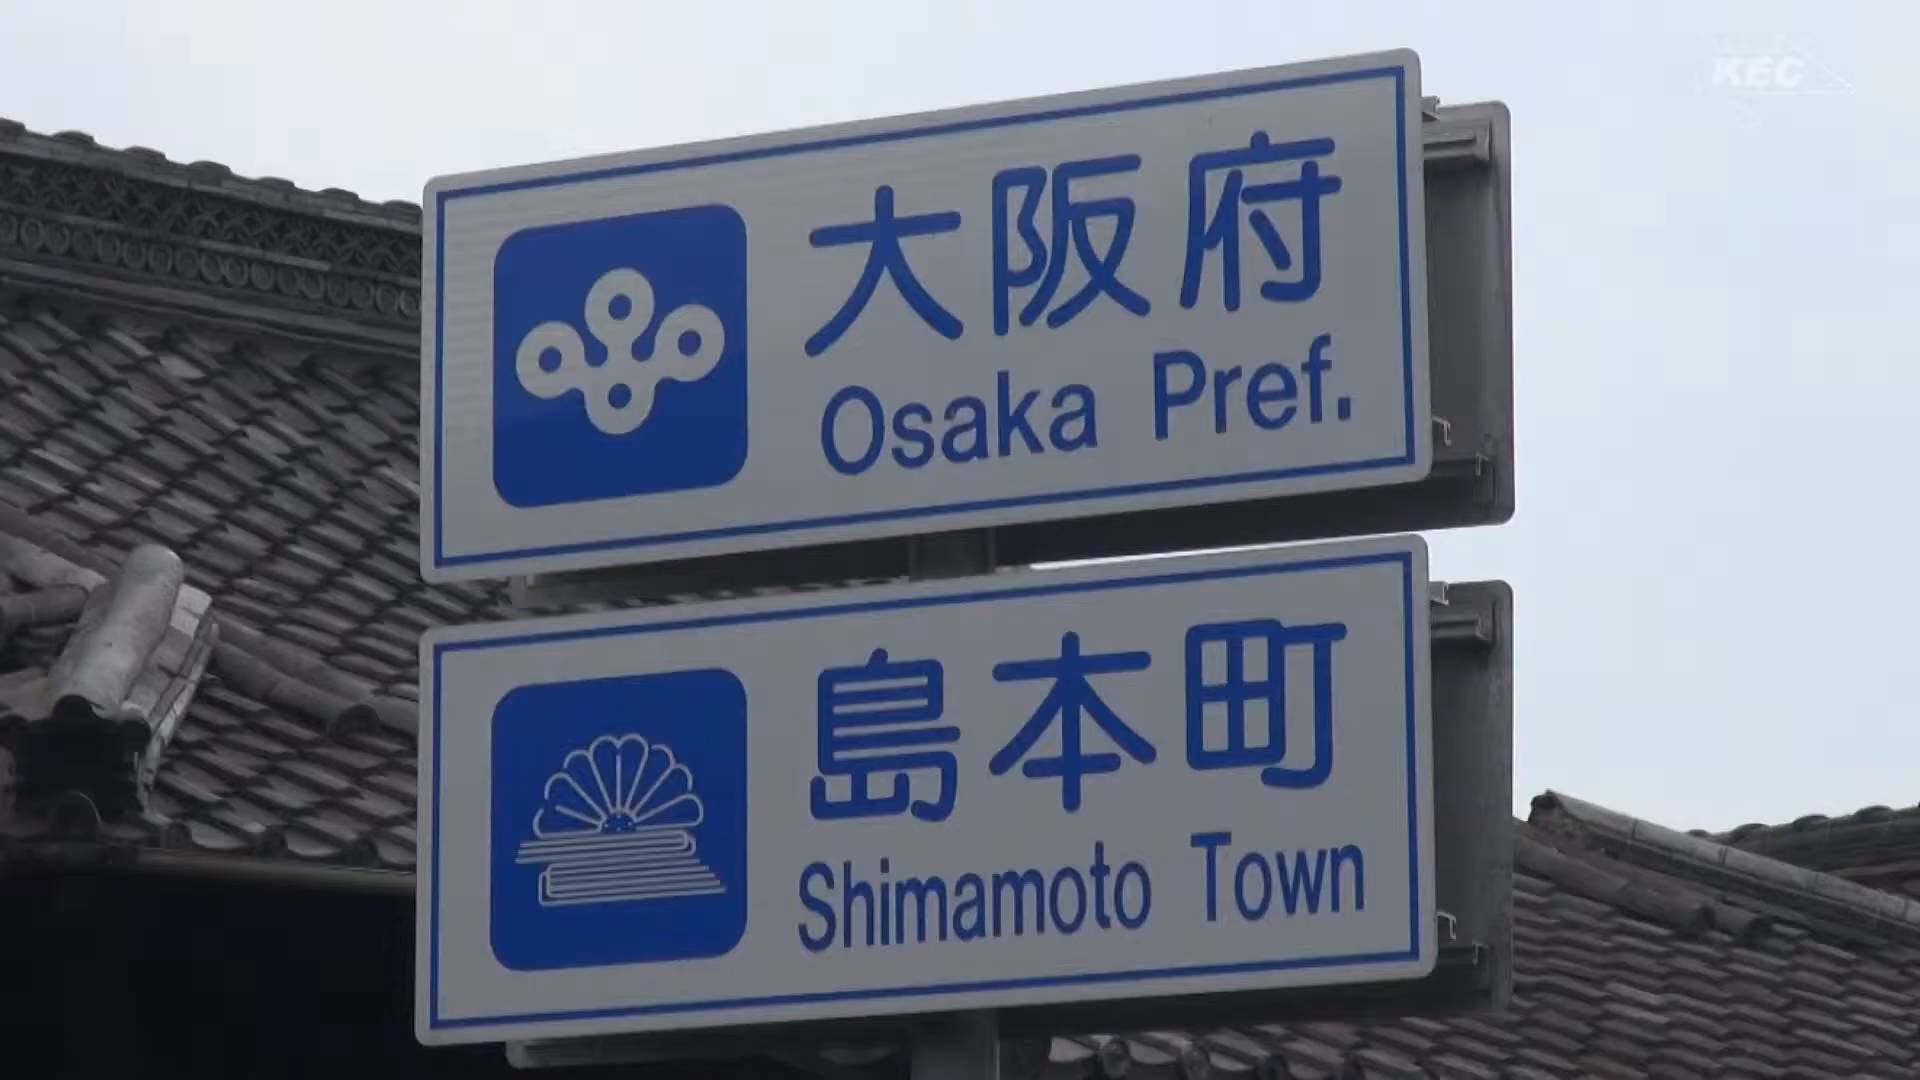 KEC
大阪府
Osaka Pref.
島本町
Shimamoto Town